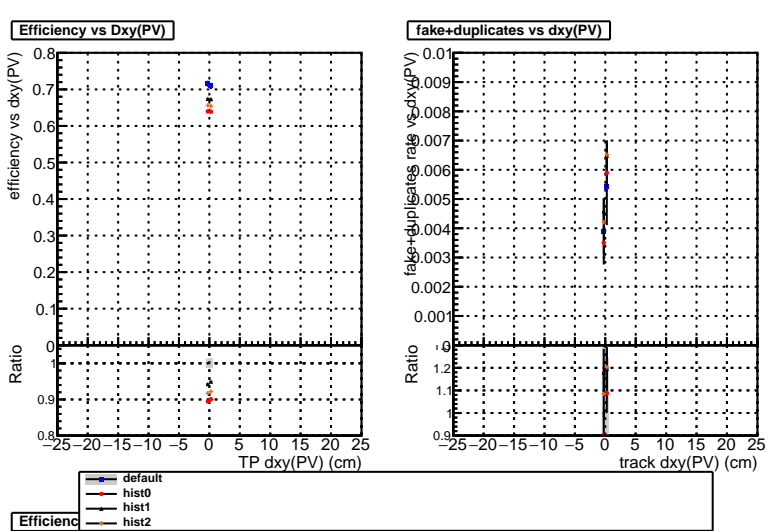 Efficiency vs Dxy(PV)
efficiency vs dxy(PV)
0.8
0.7
0.6
0.5
0.4
0.3
0.2
0.1
0
Ratio
1
0.9
0.8
−25 −20 −15 −10 −5 0 5 10 15 20 25
TP dxy(PV) (cm)
fake+duplicates vs dxy(PV)
fake+duplicates rate vs dxy(PV)
0.01
0.009
0.008
0.007
0.006
0.005
0.004
0.003
0.002
0.001
0
Ratio
1.2
1.1
1
0.9
−25 −20 −15 −10 −5 0 5 10 15 20 25
track dxy(PV) (cm)
default
hist0
hist1
hist2